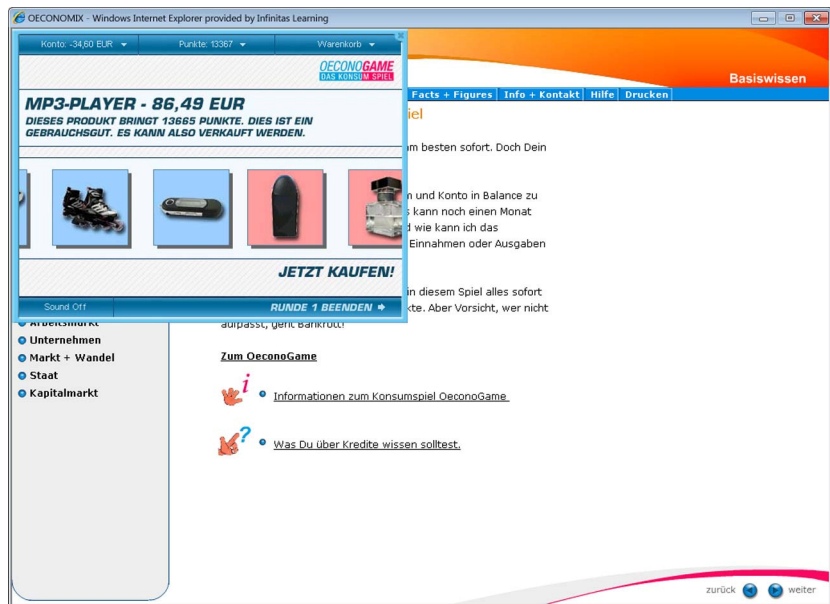 OECONOMIX - Windows Internet Explorer provided by Infinitas Learning
Konto: -34,60 EUR Punkte: 13367 Warenkorb
OECONOGAME
DAS KONSUM SPIEL
MP3-PLAYER - 86,49 EUR
DIESES PRODUKT BRINGT 13665 PUNKTE. DIES IST EIN
GEBRAUCHSGUT. ES KANN ALSO VERKAUFT WERDEN.
JETZT KAUFEN!
Sound Off RUNDE 1 BEENDEN
Basiswissen
Facts + Figures Info + Kontakt Hilfe Drucken
iel
am besten sofort. Doch Dein
und Konto in Balance zu
kann noch einen Monat
wie kann ich das
Einnahmen oder Ausgaben
in diesem Spiel alles sofort
kte. Aber Vorsicht, wer nicht
aufpasst, geht Bankrott!
Arbeitsmarkt
Unternehmen
Markt + Wandel
Staat
Kapitalmarkt
Zum OeconoGame
Informationen zum Konsumspiel OeconoGame
Was Du über Kredite wissen solltest.
zurück weiter